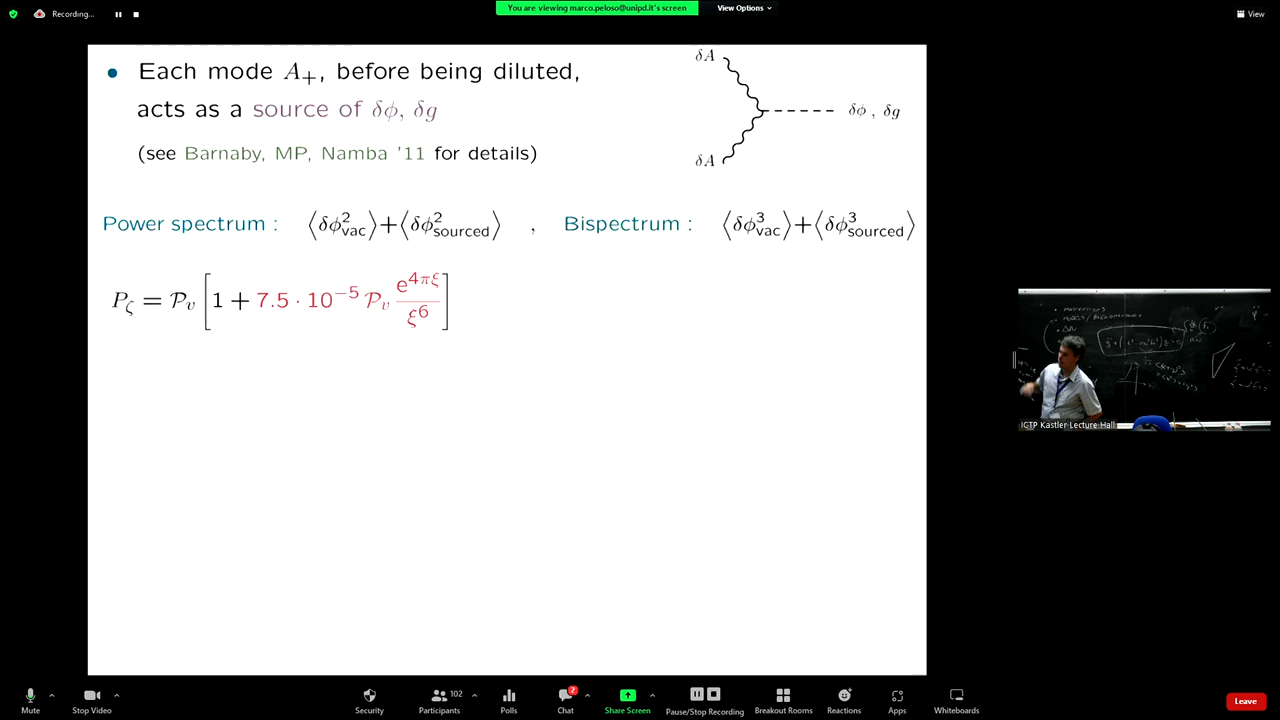 Recording...
You are viewing marco.peloso@unipd.it's screen
View Options
View
• Each mode A₊, before being diluted,
acts as a source of δϕ, δg
(see Barnaby, MP, Namba '11 for details)
δA
δϕ , δg
δA
Power spectrum : ⟨δϕ²_vac⟩+⟨δϕ²_sourced⟩ , Bispectrum : ⟨δϕ³_vac⟩+⟨δϕ³_sourced⟩
P_ζ = 𝒫_v [1 + 7.5 · 10⁻⁵ 𝒫_v e^{4πξ}/ξ⁶]
ICTP Kastler Lecture Hall
Mute
Stop Video
Security
102
Participants
Polls
2
Chat
Share Screen
Pause/Stop Recording
Breakout Rooms
Reactions
Apps
Whiteboards
Leave